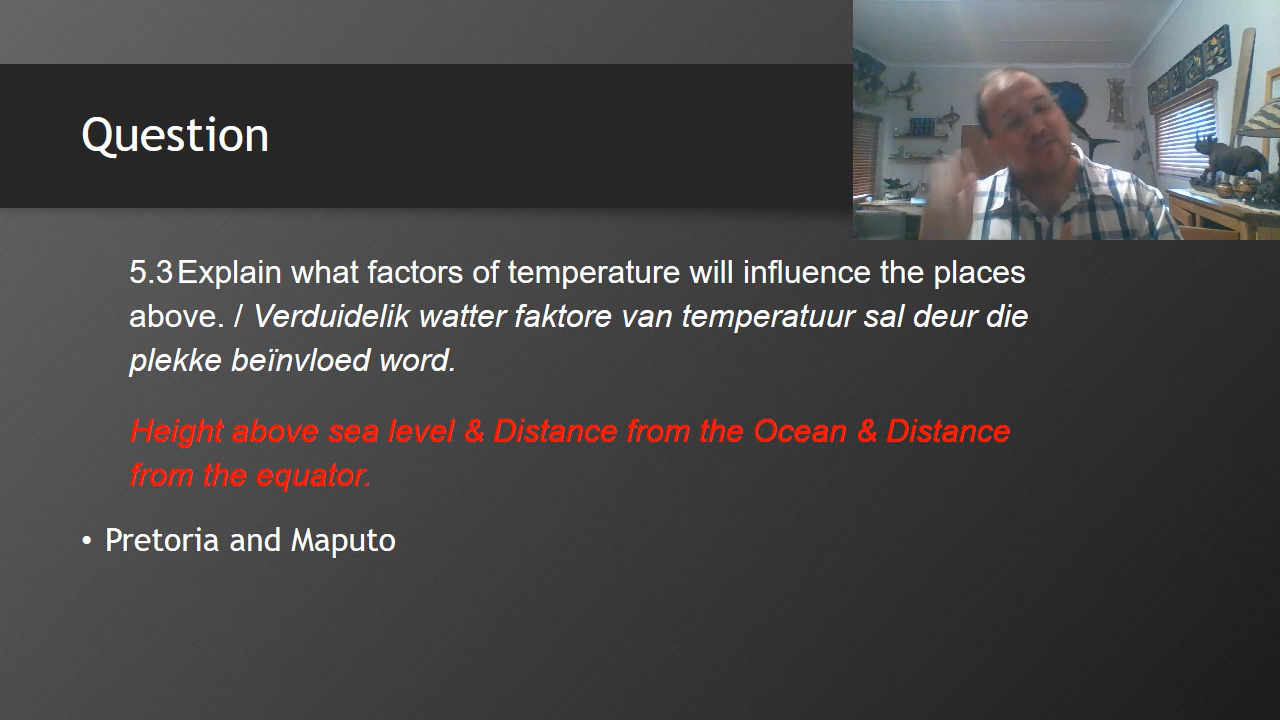 Question
5.3 Explain what factors of temperature will influence the places
above. / Verduidelik watter faktore van temperatuur sal deur die
plekke beïnvloed word.
Height above sea level & Distance from the Ocean & Distance
from the equator.
• Pretoria and Maputo